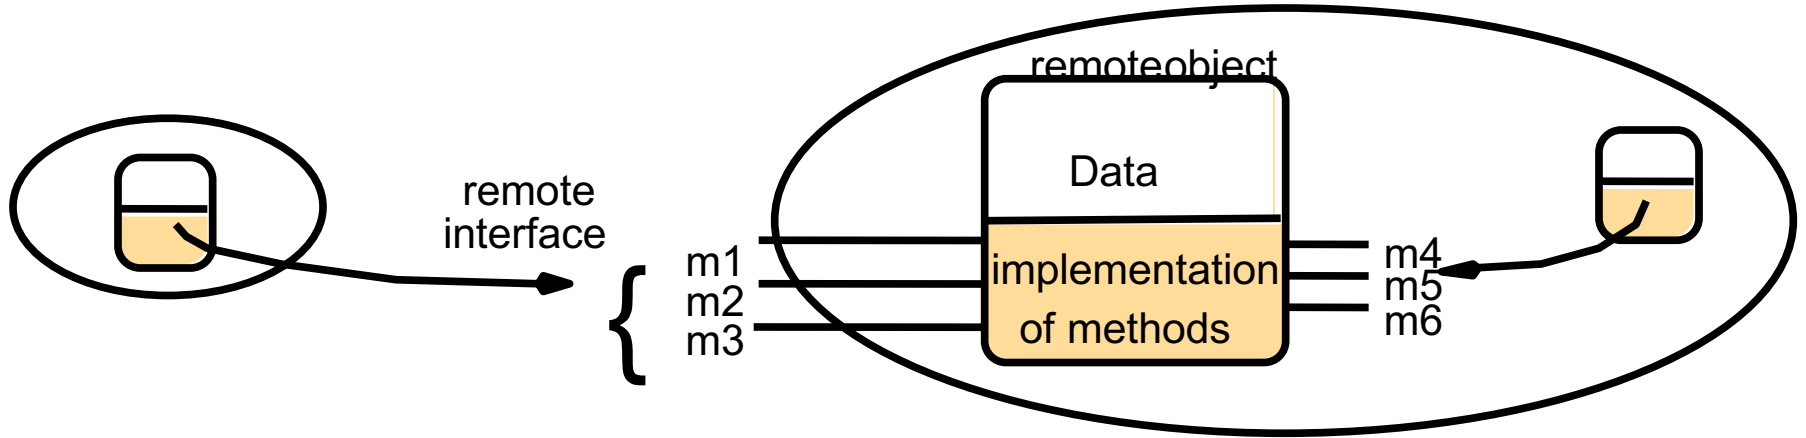 remoteobject
remote
interface
{
m1
m2
m3
Data
implementation
of methods
m4
m5
m6